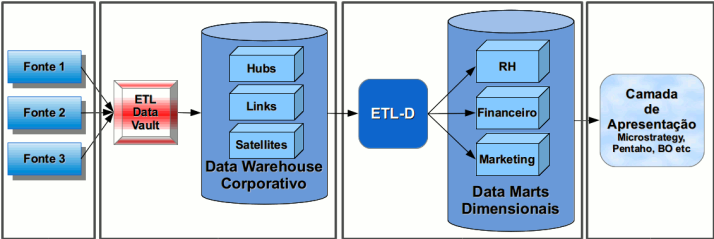 Fonte 1
Fonte 2
Fonte 3
ETL
Data
Vault
Hubs
Links
Satellites
Data Warehouse
Corporativo
ETL-D
RH
Financeiro
Marketing
Data Marts
Dimensionais
Camada
de
Apresentação
Microstrategy,
Pentaho, BO etc